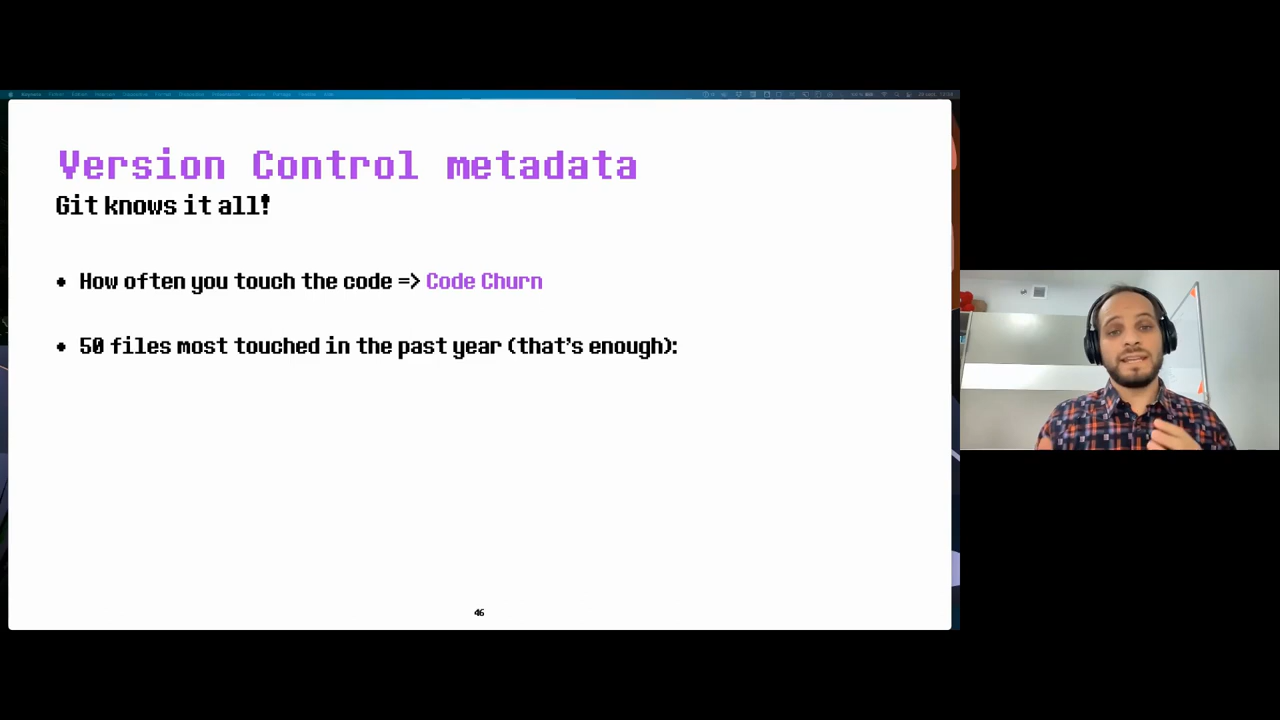 Version Control metadata
Git knows it all!
• How often you touch the code => Code Churn
• 50 files most touched in the past year (that's enough):
46